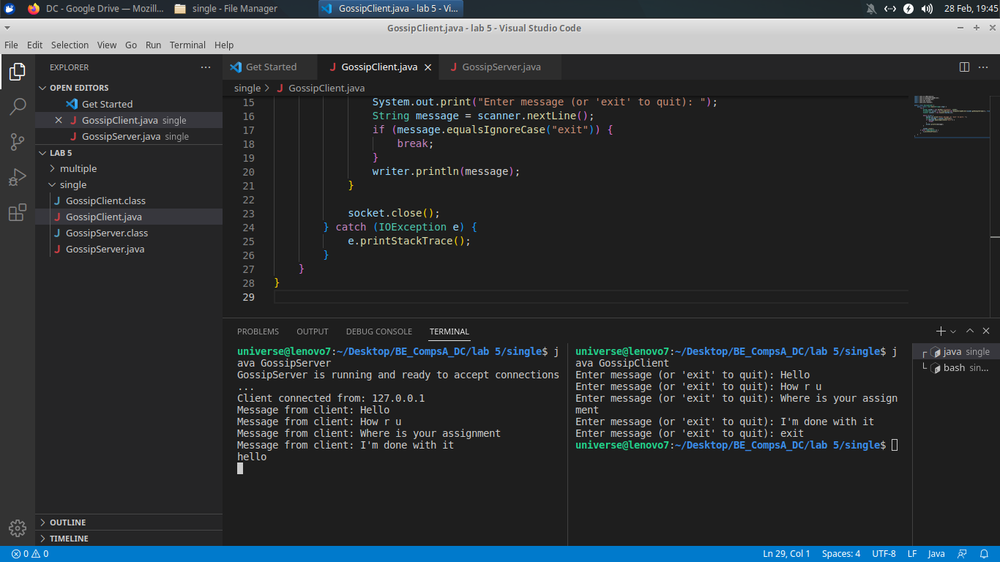 DC - Google Drive — Mozill...
single - File Manager
GossipClient.java - lab 5 - Vi...
28 Feb, 19:45
GossipClient.java - lab 5 - Visual Studio Code
File Edit Selection View Go Run Terminal Help
EXPLORER
OPEN EDITORS
Get Started
GossipClient.java single
GossipServer.java single
LAB 5
multiple
single
GossipClient.class
GossipClient.java
GossipServer.class
GossipServer.java
OUTLINE
TIMELINE
Get Started
GossipClient.java
GossipServer.java
single > GossipClient.java
15 System.out.print("Enter message (or 'exit' to quit): ");
16 String message = scanner.nextLine();
17 if (message.equalsIgnoreCase("exit")) {
18 break;
19 }
20 writer.println(message);
21 }
22
23 socket.close();
24 } catch (IOException e) {
25 e.printStackTrace();
26 }
27 }
28 }
29
PROBLEMS OUTPUT DEBUG CONSOLE TERMINAL
universe@lenovo7:~/Desktop/BE_CompsA_DC/lab 5/single$ j
ava GossipServer
GossipServer is running and ready to accept connections
...
Client connected from: 127.0.0.1
Message from client: Hello
Message from client: How r u
Message from client: Where is your assignment
Message from client: I'm done with it
hello
universe@lenovo7:~/Desktop/BE_CompsA_DC/lab 5/single$ j
ava GossipClient
Enter message (or 'exit' to quit): Hello
Enter message (or 'exit' to quit): How r u
Enter message (or 'exit' to quit): Where is your assign
ment
Enter message (or 'exit' to quit): I'm done with it
Enter message (or 'exit' to quit): exit
universe@lenovo7:~/Desktop/BE_CompsA_DC/lab 5/single$
java single
bash sin...
0 0
Ln 29, Col 1 Spaces: 4 UTF-8 LF Java